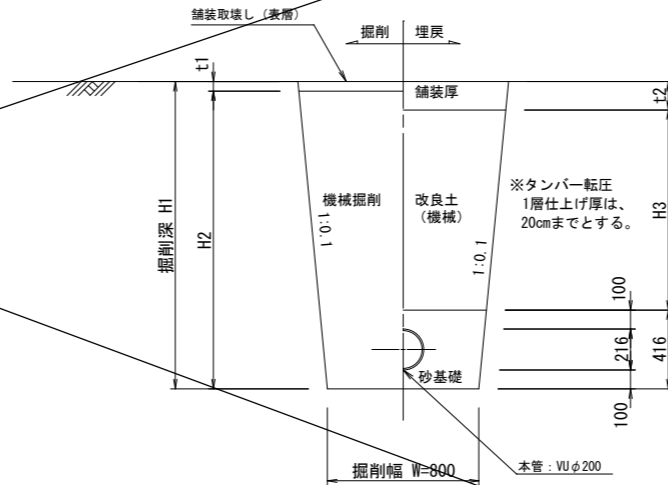 舗装取壊し（表層）
掘削 埋戻
t1
舗装厚
t2
掘削深 H1
H2
機械掘削
1:0.1
改良土
（機械）
1:0.1
※タンパー転圧
1層仕上げ厚は、
20cmまでとする。
H3
100
216
416
100
砂基礎
本管：VUφ200
掘削幅 W=800